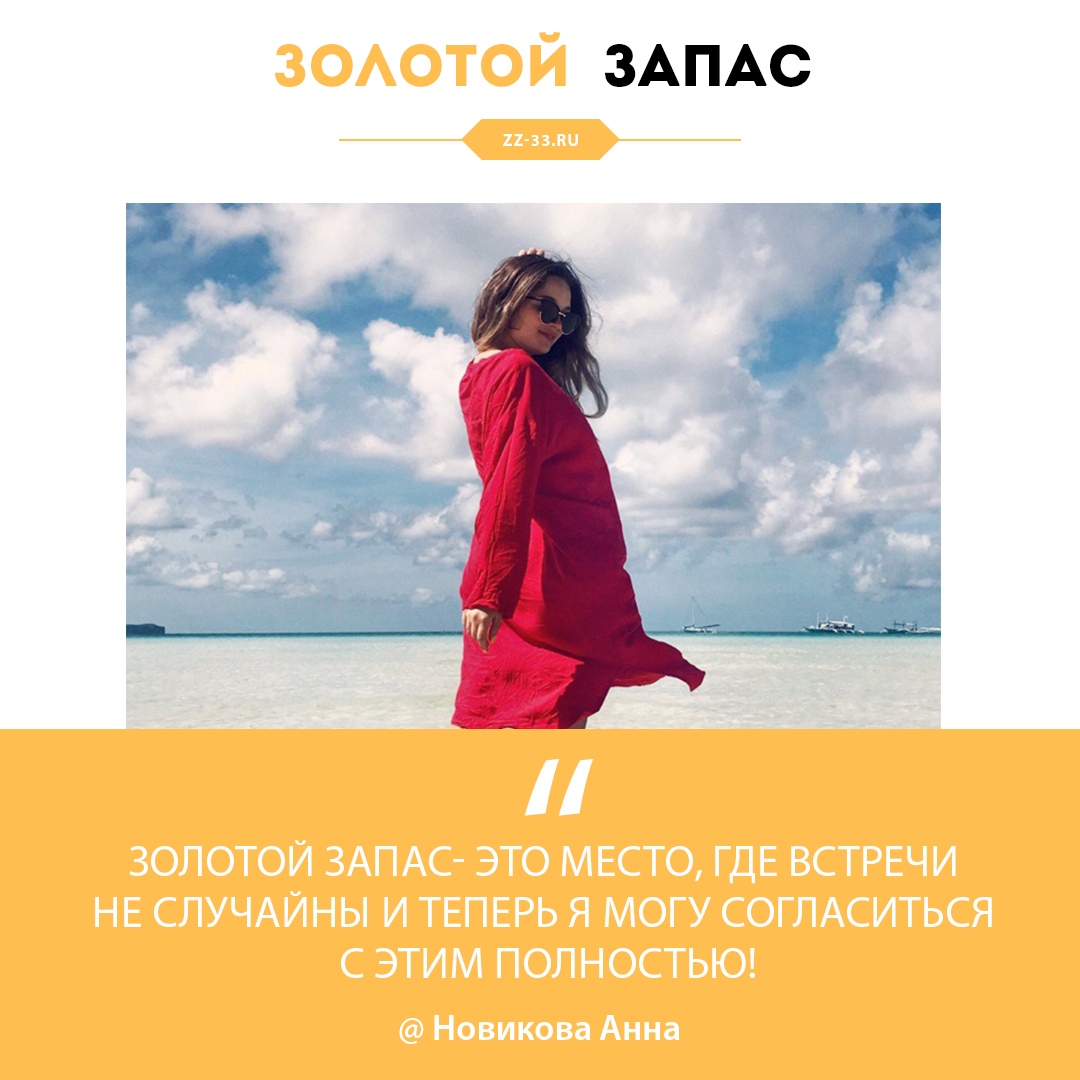 ЗОЛОТОЙ ЗАПАС
ZZ-33.RU
“
ЗОЛОТОЙ ЗАПАС- ЭТО МЕСТО, ГДЕ ВСТРЕЧИ
НЕ СЛУЧАЙНЫ И ТЕПЕРЬ Я МОГУ СОГЛАСИТЬСЯ
С ЭТИМ ПОЛНОСТЬЮ!
@ Новикова Анна